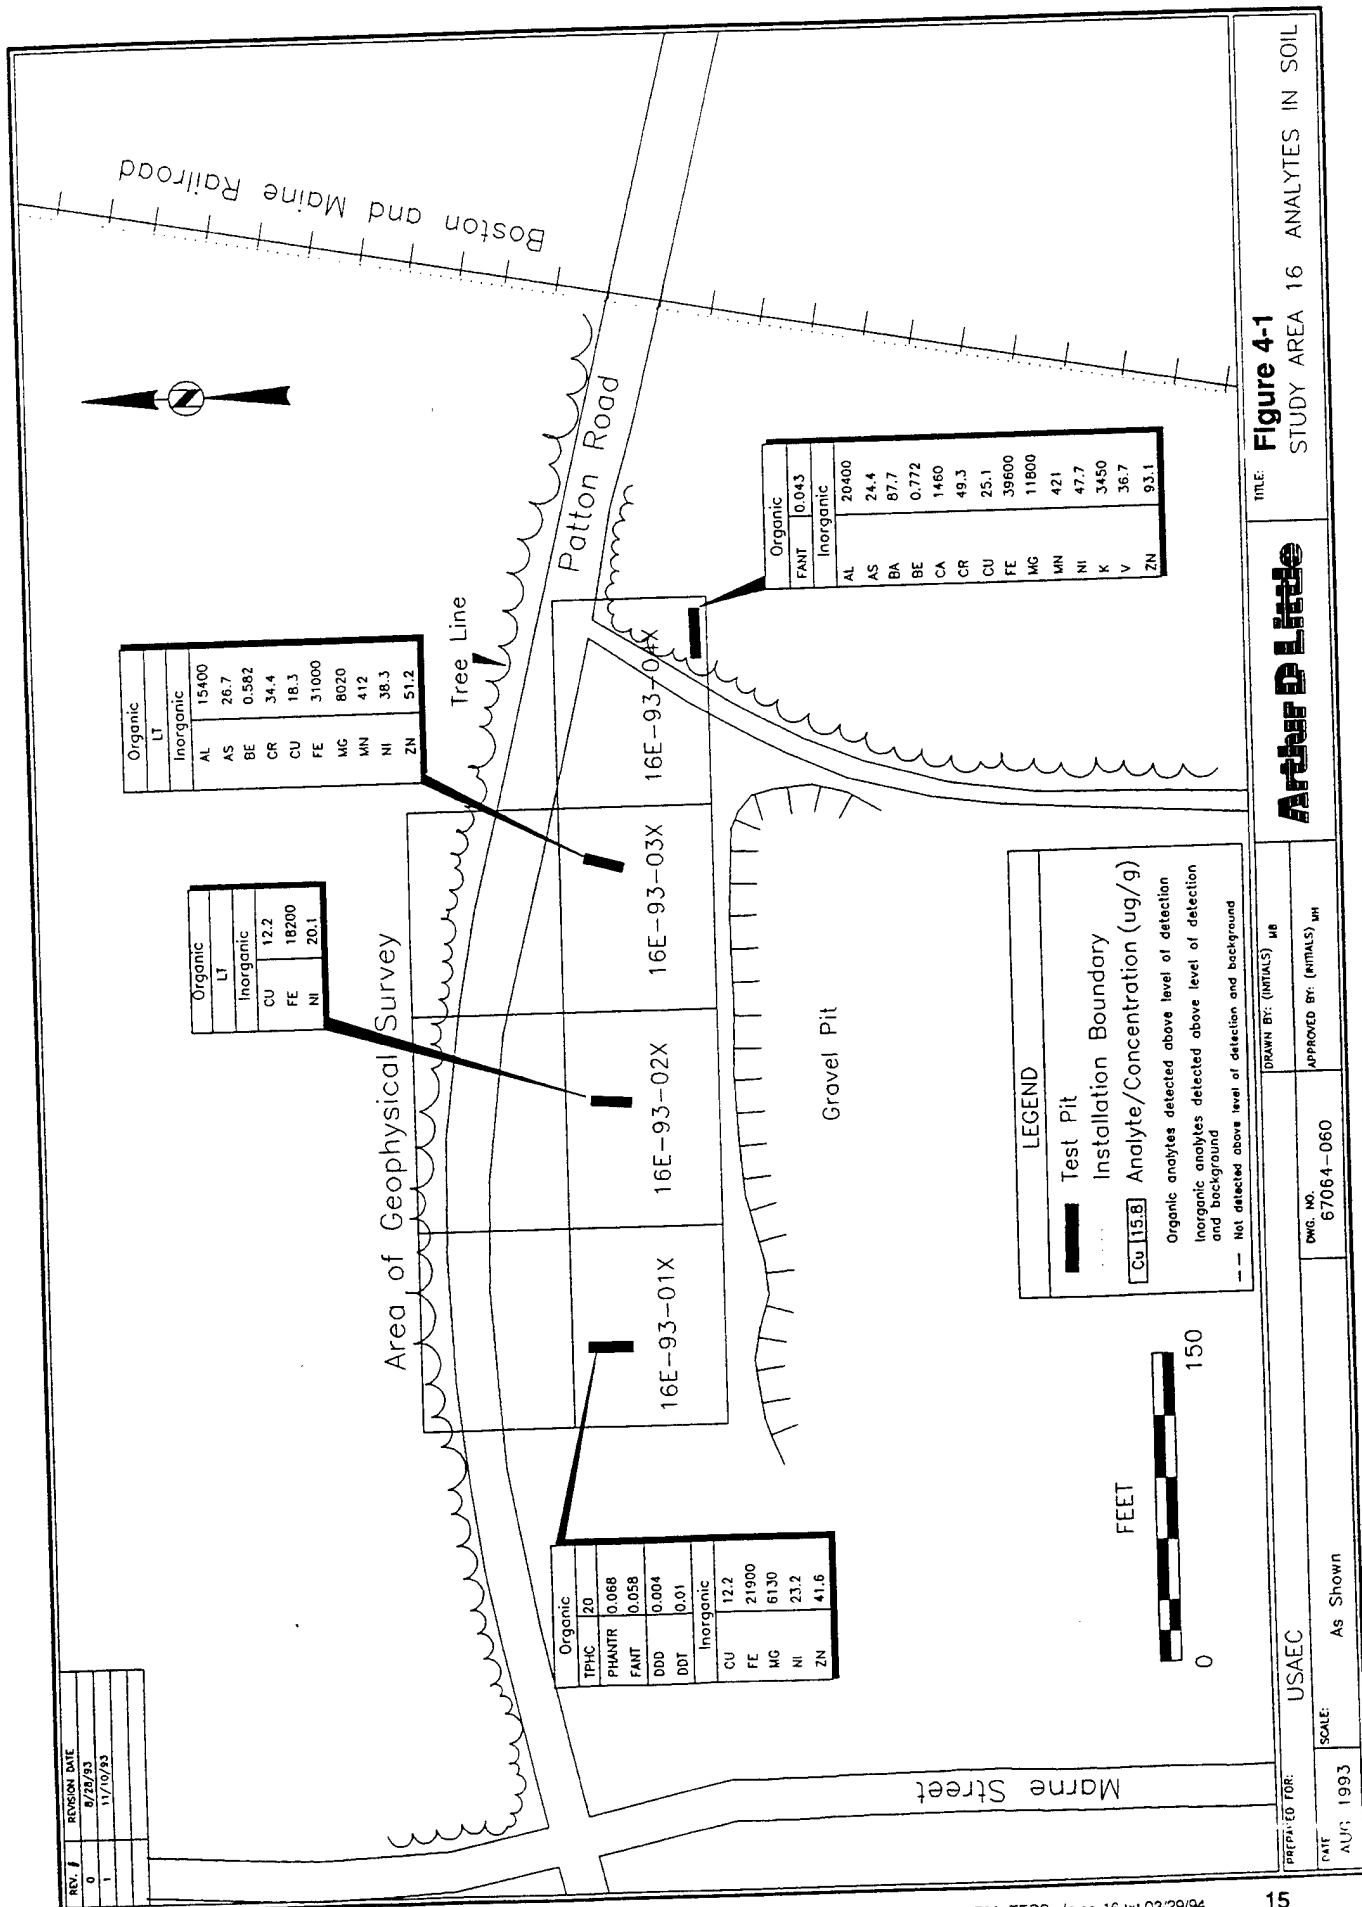 REV. # REVISION DATE
0 8/28/93
1 11/10/93
Boston and Maine Railroad
N
Patton Road
Tree Line
Area of Geophysical Survey
Organic
LT
Inorganic
AL 15400
AS 26.7
BE 0.582
CR 34.4
CU 18.3
FE 31000
MG 8020
MN 412
NI 38.3
ZN 51.2
Organic
LT
Inorganic
CU 12.2
FE 18200
NI 20.1
Organic
TPHC 20
PHANTR 0.068
FANT 0.058
DDD 0.004
DDT 0.01
Inorganic
CU 12.2
FE 21900
MG 6130
NI 23.2
ZN 41.6
Organic
FANT 0.043
Inorganic
AL 20400
AS 24.4
BA 87.7
BE 0.772
CA 1460
CR 49.3
CU 25.1
FE 39600
MG 11800
MN 421
NI 47.7
K 3450
V 36.7
ZN 93.1
16E-93-01X
16E-93-02X
16E-93-03X
16E-93-04X
Gravel Pit
Marne Street
FEET
0 150
LEGEND
Test Pit
Installation Boundary
Cu 15.8 Analyte/Concentration (ug/g)
Organic analytes detected above level of detection
Inorganic analytes detected above level of detection
and background
-- Not detected above level of detection and background
PREPARED FOR: USAEC
DATE AUG 1993
SCALE: As Shown
DWG. NO. 67064-060
DRAWN BY: (INITIALS) MB
APPROVED BY: (INITIALS) MH
Arthur D Little
TITLE: Figure 4-1
STUDY AREA 16 ANALYTES IN SOIL
15